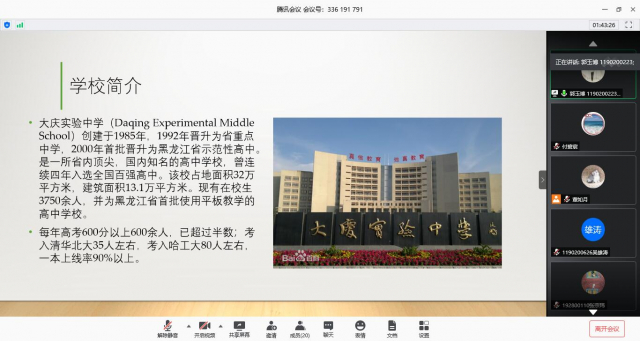 腾讯会议 会议号：336 191 791
01:43:26
学校简介
• 大庆实验中学（Daqing Experimental Middle
School）创建于1985年，1992年晋升为省重点
中学，2000年首批晋升为黑龙江省示范性高中。
是一所省内顶尖，国内知名的高中学校，曾连
续四年入选全国百强高中。该校占地面积32万
平方米，建筑面积13.1万平方米。现有在校生
3750余人，并为黑龙江省首批使用平板教学的
高中学校。
• 每年高考600分以上600余人，已超过半数；考
入清华北大35人左右，考入哈工大80人左右，
一本上线率90%以上。
大庆实验中学
Bai百科
正在讲话: 郭玉娜 1190200223;
郭玉娜 1190200223...
雄涛
1190200626吴雄涛
解除静音
开启视频
共享屏幕
邀请
成员(20)
聊天
表情
文档
设置
离开会议